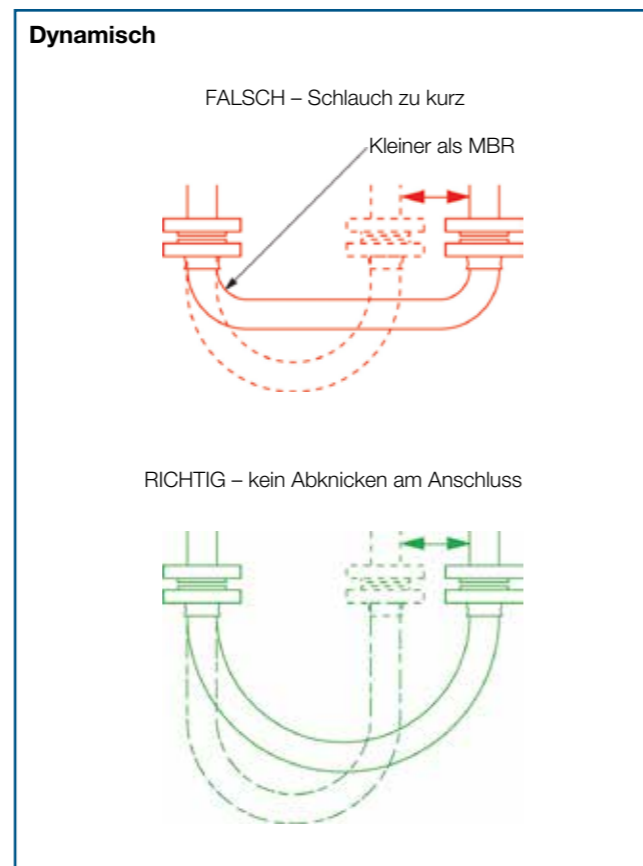 Dynamisch
FALSCH – Schlauch zu kurz
Kleiner als MBR
RICHTIG – kein Abknicken am Anschluss